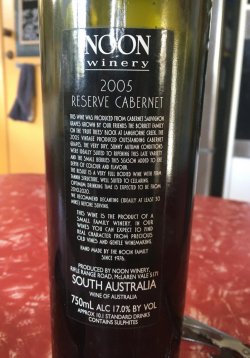 NOON
winery
2005
RESERVE CABERNET
THIS WINE WAS PRODUCED FROM CABERNET SAUVIGNON
GRAPES GROWN BY OUR FRIENDS THE BORRETT FAMILY
ON THE 'FRUIT TREES' BLOCK AT LANGHORNE CREEK. THE
2005 VINTAGE PRODUCED OUTSTANDING CABERNET
GRAPES. THE VERY DRY, SUNNY AUTUMN CONDITIONS
WERE IDEALLY SUITED TO RIPENING THIS LATE VARIETY
AND THE SMALL BERRIES THIS SEASON ADDED TO THE
DEPTH OF COLOUR AND FLAVOUR.
THE RESULT IS A VERY FULL BODIED WINE WITH FIRM
TANNIN STRUCTURE, WELL SUITED TO CELLARING.
OPTIMUM DRINKING TIME IS EXPECTED TO BE FROM
2010-2020.
WE RECOMMEND DECANTING (IDEALLY AT LEAST 30
MINS) BEFORE SERVING.
THIS WINE IS THE PRODUCT OF A
SMALL FAMILY WINERY. IN OUR
WINES YOU CAN EXPECT TO FIND
REAL CHARACTER FROM PRECIOUS
OLD VINES AND GENTLE WINEMAKING.
HAND MADE BY THE NOON FAMILY
SINCE 1976.
PRODUCED BY NOON WINERY,
RIFLE RANGE ROAD, McLAREN VALE 5171
SOUTH AUSTRALIA
WINE OF AUSTRALIA
750mL ALC 17.0% BY VOL
APPROX 10.1 STANDARD DRINKS
CONTAINS SULPHITES